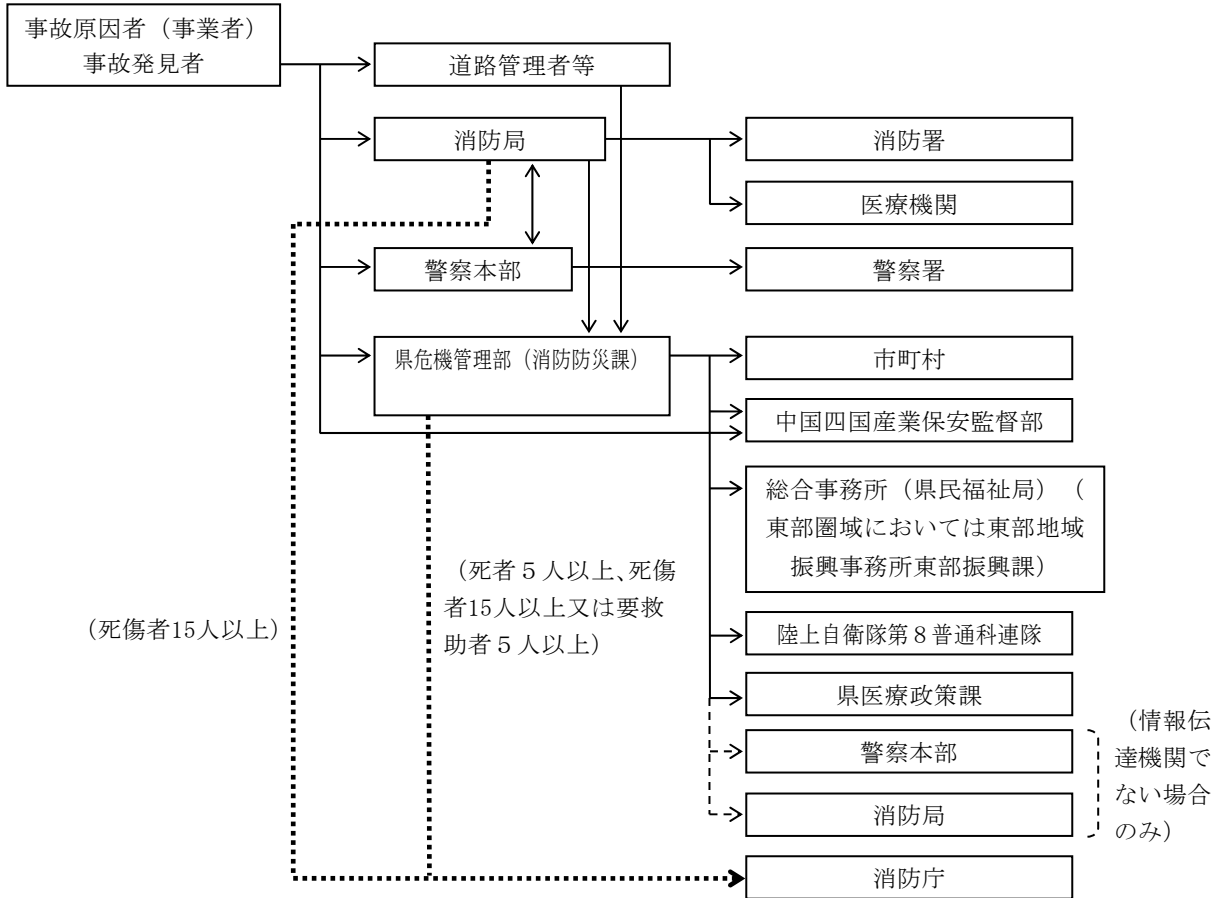 事故原因者（事業者）
事故発見者
道路管理者等
消防局
消防署
医療機関
警察本部
警察署
県危機管理部（消防防災課）
市町村
中国四国産業保安監督部
総合事務所（県民福祉局）（
東部圏域においては東部地域
振興事務所東部振興課）
（死者５人以上、死傷
者15人以上又は要救
助者５人以上）
（死傷者15人以上）
陸上自衛隊第８普通科連隊
県医療政策課
警察本部
消防局
（情報伝
達機関で
ない場合
のみ）
消防庁